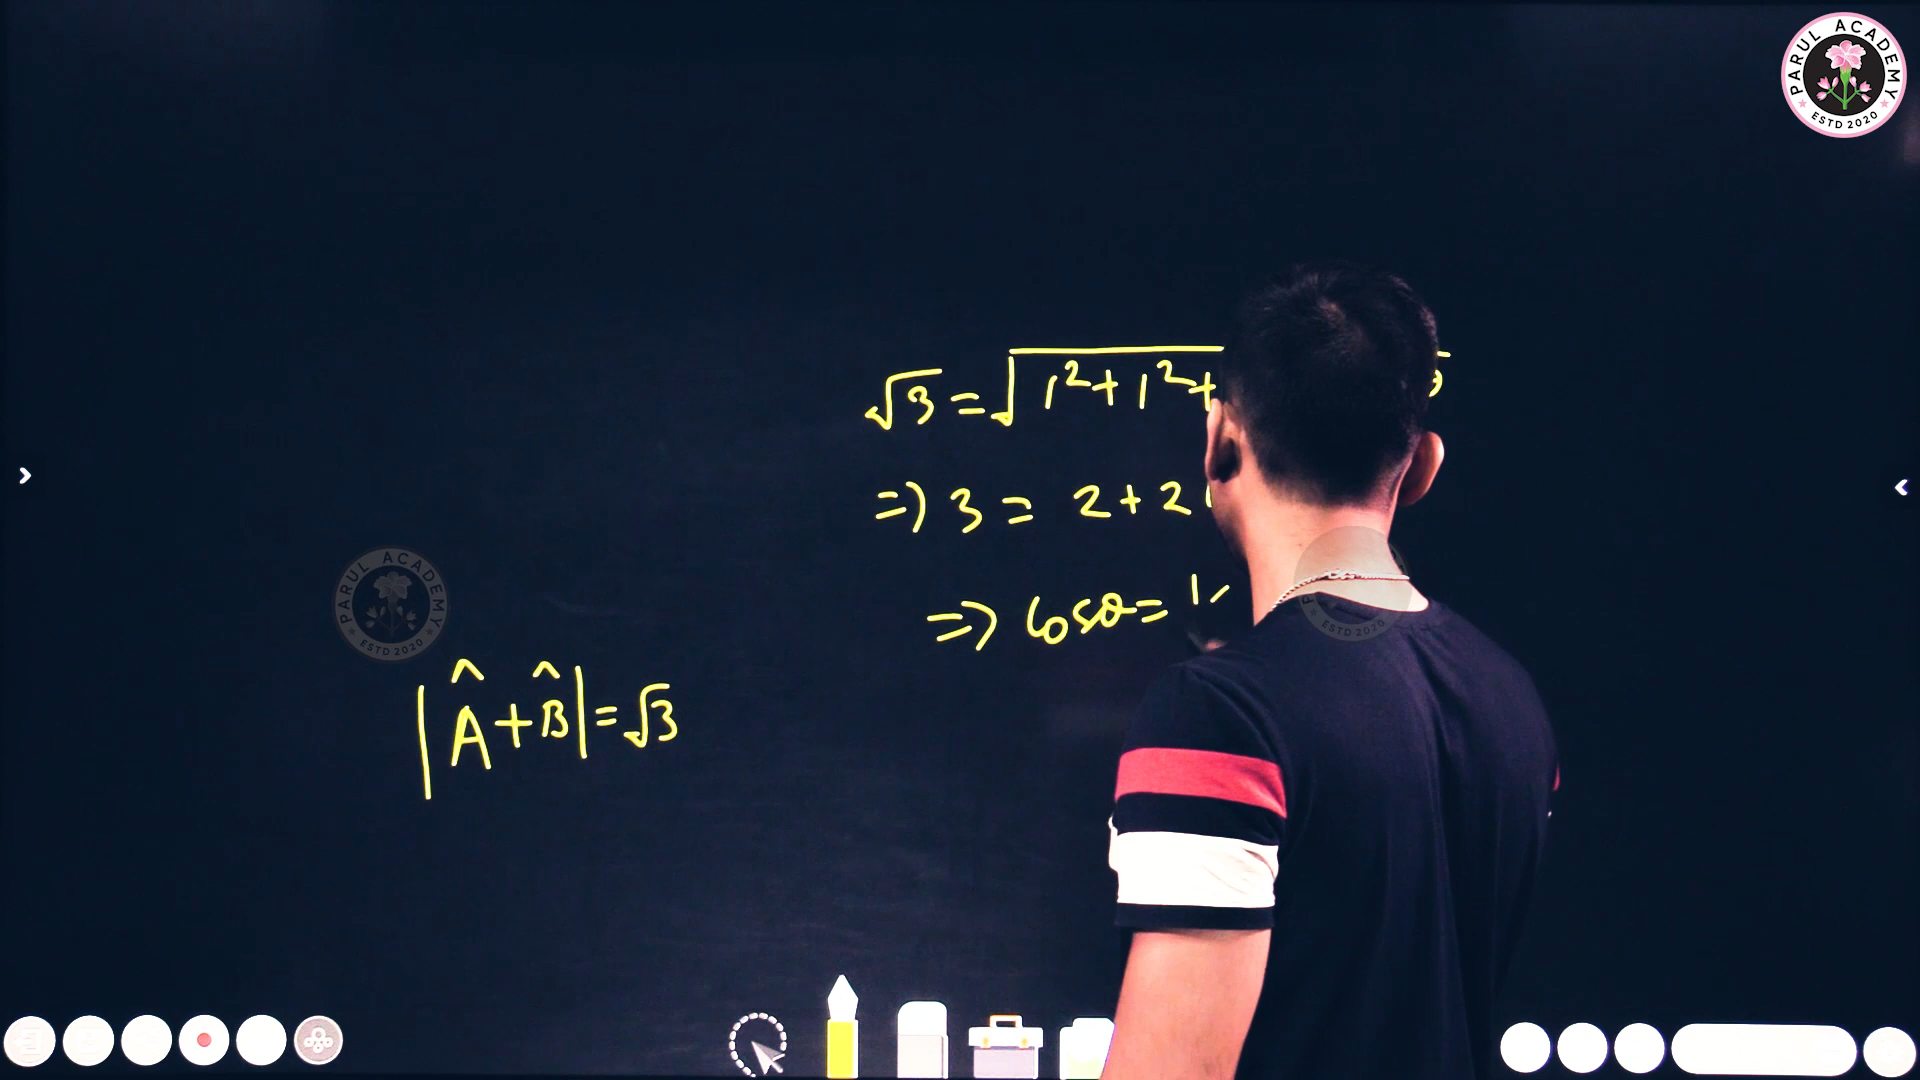 PARUL ACADEMY
ESTD 2020
√3 = √1² + 1² +
=> 3 = 2 + 2
PARUL ACADEMY
ESTD 2020
=> Cosθ = 1/
|Â + B̂| = √3